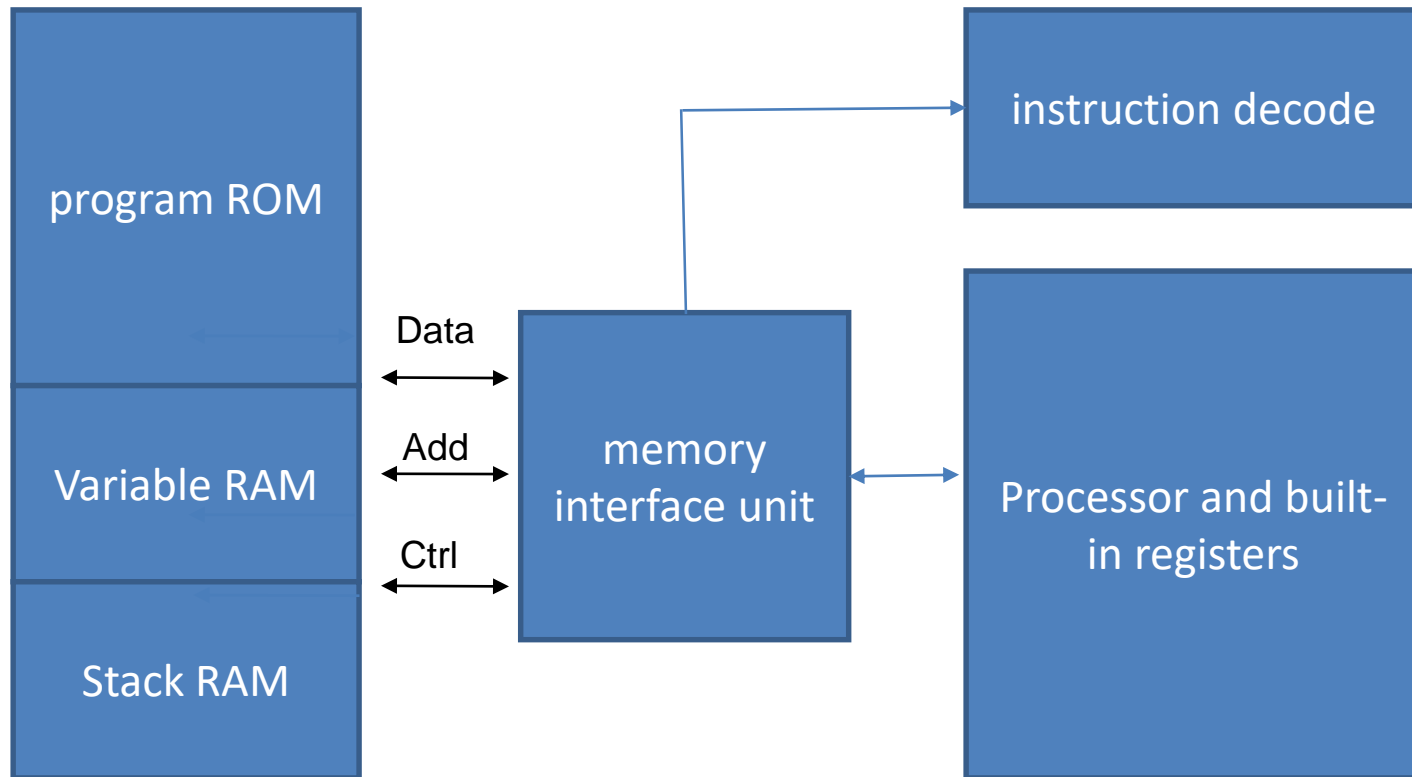 program ROM
Variable RAM
Stack RAM
Data
Add
Ctrl
memory
interface unit
instruction decode
Processor and built-
in registers